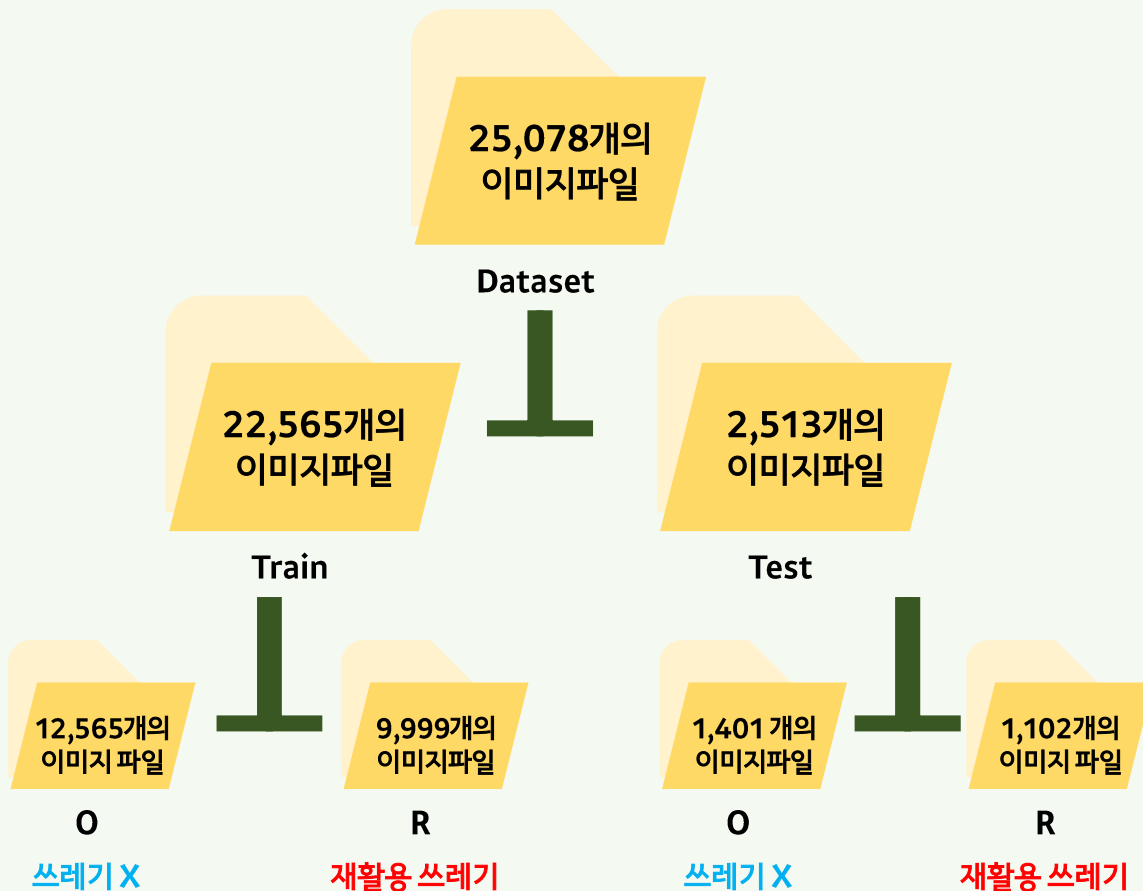 25,078개의
이미지파일
Dataset
22,565개의
이미지파일
Train
2,513개의
이미지파일
Test
12,565개의
이미지 파일
O
쓰레기 X
9,999개의
이미지파일
R
재활용 쓰레기
1,401 개의
이미지파일
O
쓰레기 X
1,102개의
이미지 파일
R
재활용 쓰레기